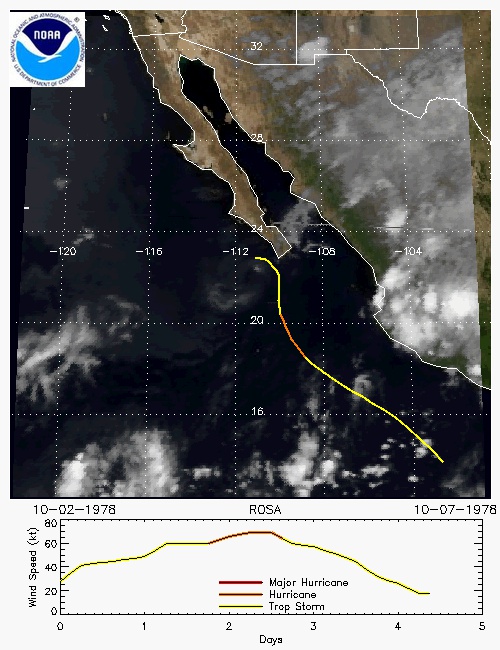 NATIONAL OCEANIC AND ATMOSPHERIC ADMINISTRATION
NOAA
U.S. DEPARTMENT OF COMMERCE
32
28
24
-120
-116
-112
-108
-104
20
16
10-02-1978
ROSA
10-07-1978
80
60
40
20
0
Wind Speed (kt)
Major Hurricane
Hurricane
Trop Storm
0
1
2
3
4
5
Days